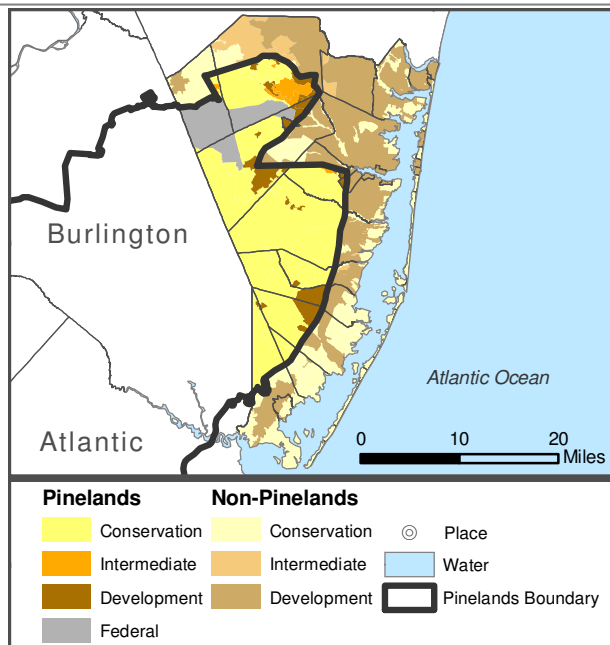 Burlington
Atlantic
Atlantic Ocean
0 10 20
Miles
Pinelands
Conservation
Intermediate
Development
Federal
Non-Pinelands
Conservation
Intermediate
Development
Place
Water
Pinelands Boundary